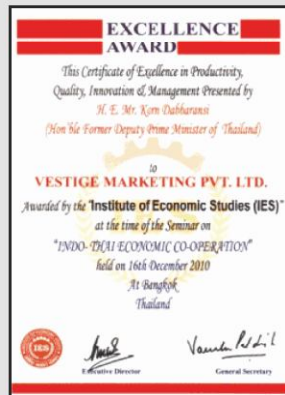 EXCELLENCE
AWARD
This Certificate of Excellence in Productivity,
Quality, Innovation & Management Presented by
H. E. Mr. Korn Dabbaransi
(Hon'ble Former Deputy Prime Minister of Thailand)
to
VESTIGE MARKETING PVT. LTD.
Awarded by the "Institute of Economic Studies (IES)"
at the time of the Seminar on
"INDO-THAI ECONOMIC CO-OPERATION"
held on 16th December 2010
At Bangkok
Thailand
IES
Executive Director
General Secretary